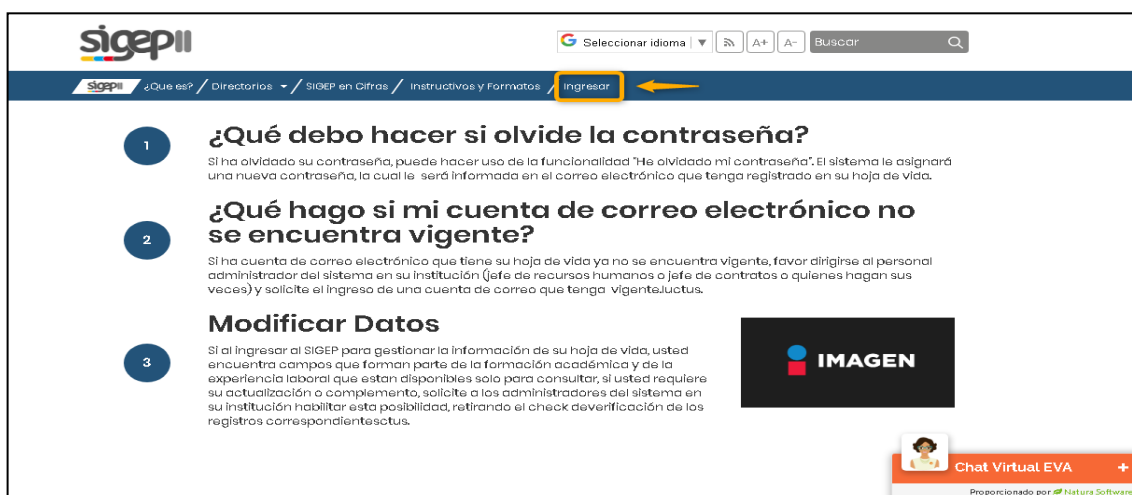 sigepII
Seleccionar idioma
A+ A-
Buscar
sigepII ¿Que es? / Directorios / SIGEP en Cifras / Instructivos y Formatos / Ingresar
1
¿Qué debo hacer si olvide la contraseña?
Si ha olvidado su contraseña, puede hacer uso de la funcionalidad "He olvidado mi contraseña". El sistema le asignará
una nueva contraseña, la cual le será informada en el correo electrónico que tenga registrado en su hoja de vida.
2
¿Qué hago si mi cuenta de correo electrónico no
se encuentra vigente?
Si ha cuenta de correo electrónico que tiene su hoja de vida ya no se encuentra vigente, favor dirigirse al personal
administrador del sistema en su institución (jefe de recursos humanos o jefe de contratos o quienes hagan sus
veces) y solicite el ingreso de una cuenta de correo que tenga vigente.luctus.
3
Modificar Datos
Si al ingresar al SIGEP para gestionar la información de su hoja de vida, usted
encuentra campos que forman parte de la formación académica y de la
experiencia laboral que estan disponibles solo para consultar, si usted requiere
su actualización o complemento, solicite a los administradores del sistema en
su institución habilitar esta posibilidad, retirando el check deverificación de los
registros correspondientesctus.
IMAGEN
Chat Virtual EVA +
Proporcionado por Natura Software